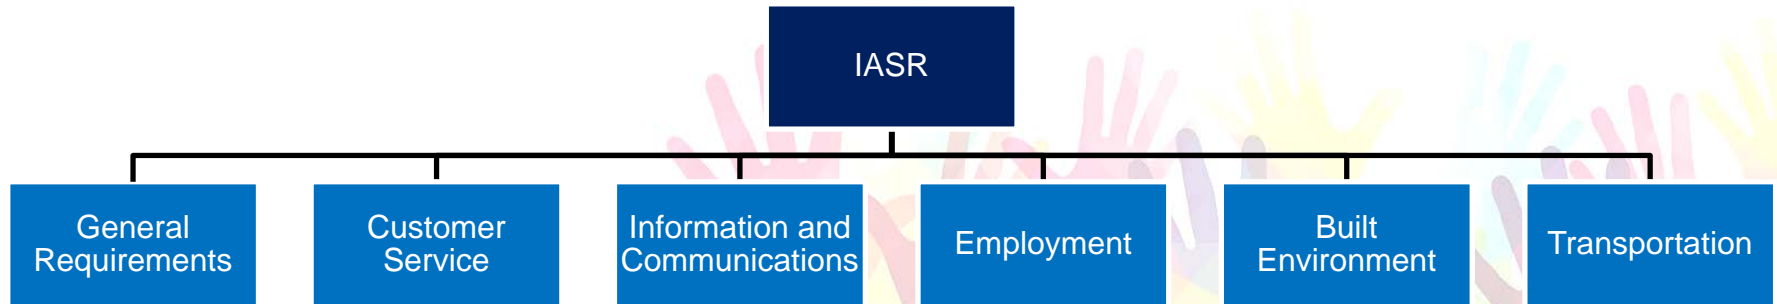 IASR
General
Requirements
Customer
Service
Information and
Communications
Employment
Built
Environment
Transportation